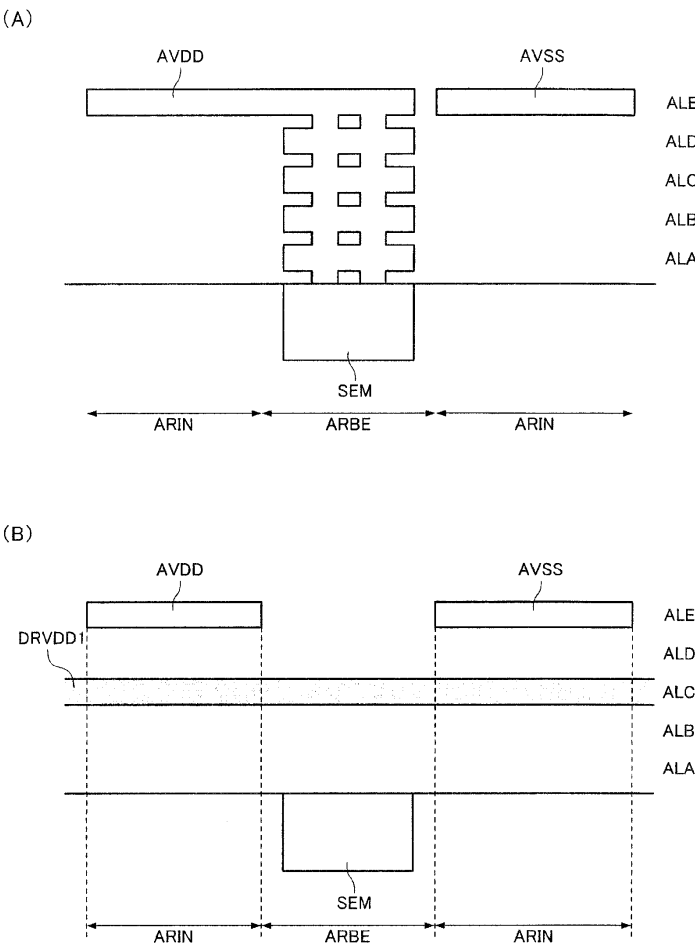 (A)
AVDD AVSS
ALE
ALD
ALC
ALB
ALA
SEM
ARIN ARBE ARIN
(B)
AVDD AVSS
ALE
DRVDD1
ALD
ALC
ALB
ALA
SEM
ARIN ARBE ARIN